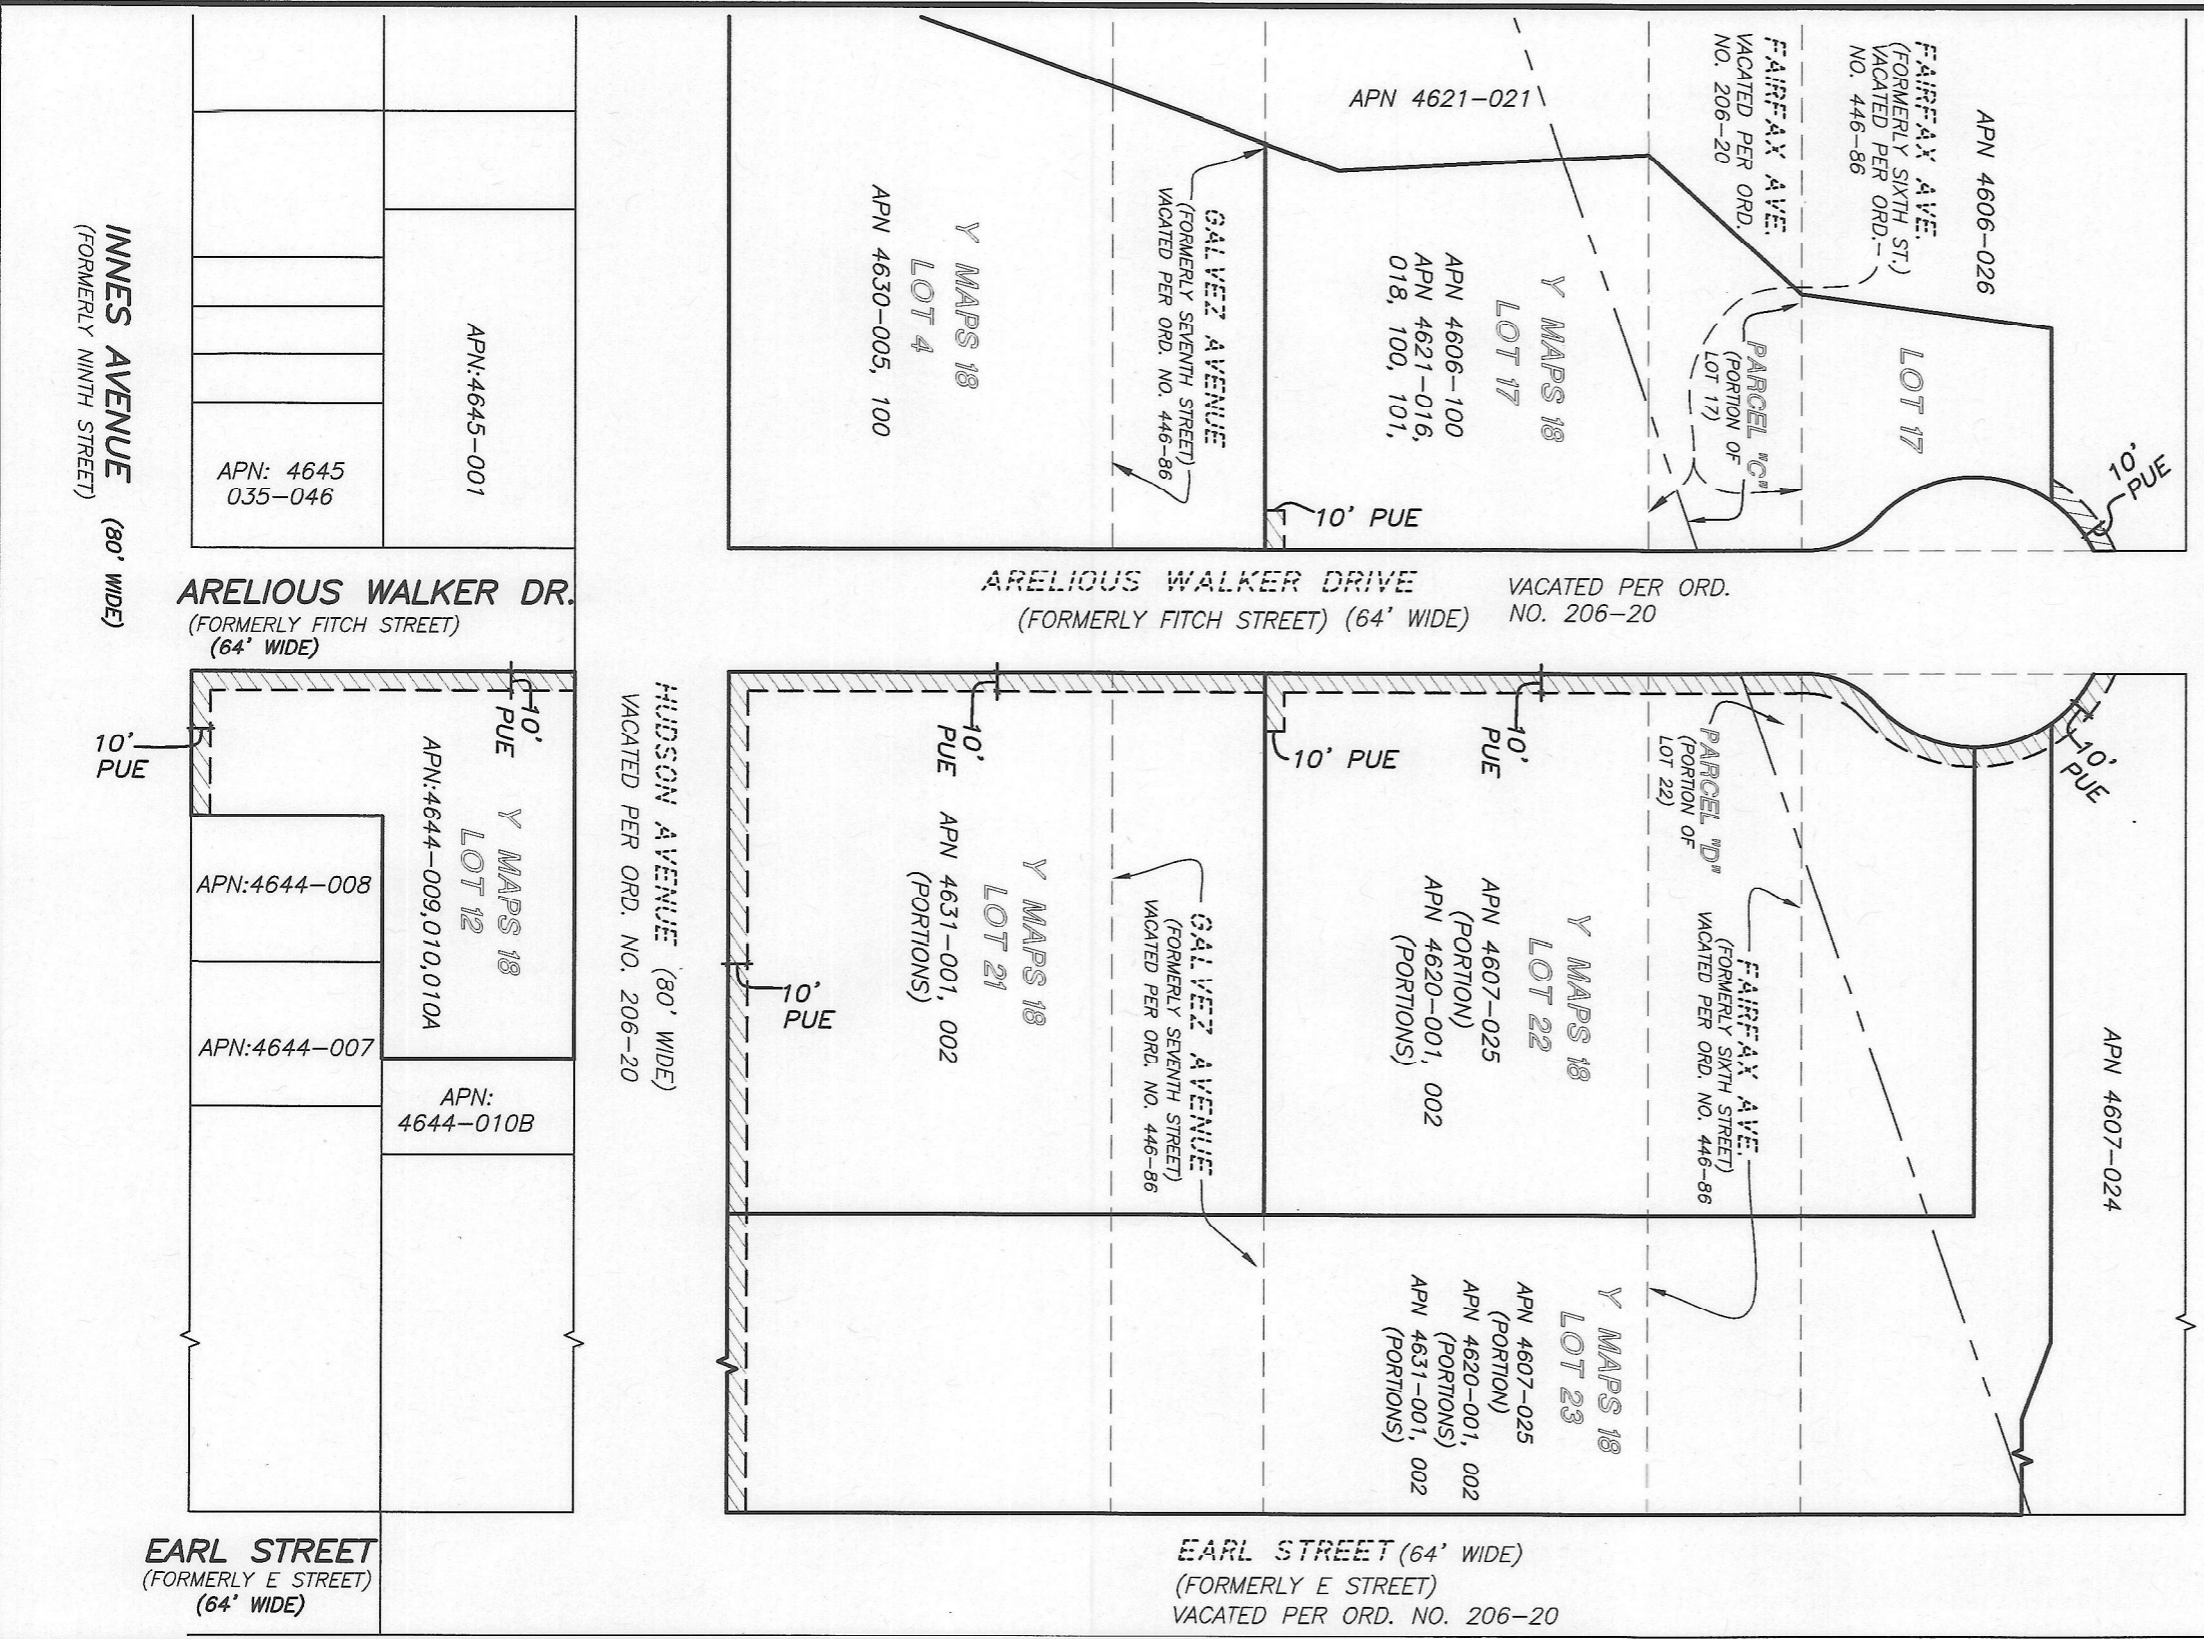 INNES AVENUE (80' WIDE)
(FORMERLY NINTH STREET)
APN: 4645
035-046
APN:4645-001
ARELIOUS WALKER DR.
(FORMERLY FITCH STREET)
(64' WIDE)
10'
PUE
10'
PUE
Y MAPS 18
LOT 12
APN:4644-009,010,010A
APN:4644-008
APN:4644-007
APN:
4644-010B
EARL STREET
(FORMERLY E STREET)
(64' WIDE)
HUDSON AVENUE (80' WIDE)
VACATED PER ORD. NO. 206-20
Y MAPS 18
LOT 4
APN 4630-005, 100
GALVEZ AVENUE
(FORMERLY SEVENTH STREET)
VACATED PER ORD. NO. 446-86
APN 4621-021
Y MAPS 18
LOT 17
APN 4606-100
APN 4621-016,
018, 100, 101,
10' PUE
FAIRFAX AVE.
VACATED PER ORD.
NO. 206-20
FAIRFAX AVE.
(FORMERLY SIXTH ST.)
VACATED PER ORD.
NO. 446-86
APN 4606-026
PARCEL "C"
(PORTION OF
LOT 17)
LOT 17
10'
PUE
ARELIOUS WALKER DRIVE
(FORMERLY FITCH STREET) (64' WIDE)
VACATED PER ORD.
NO. 206-20
10'
PUE
10' PUE
10'
PUE
10'
PUE
PARCEL "D"
(PORTION OF
LOT 22)
10'
PUE
Y MAPS 18
LOT 21
APN 4631-001, 002
(PORTIONS)
GALVEZ AVENUE
(FORMERLY SEVENTH STREET)
VACATED PER ORD. NO. 446-86
Y MAPS 18
LOT 22
APN 4607-025
(PORTION)
APN 4620-001, 002
(PORTIONS)
FAIRFAX AVE.
(FORMERLY SIXTH STREET)
VACATED PER ORD. NO. 446-86
APN 4607-024
Y MAPS 18
LOT 23
APN 4607-025
(PORTION)
APN 4620-001, 002
(PORTIONS)
APN 4631-001, 002
(PORTIONS)
EARL STREET (64' WIDE)
(FORMERLY E STREET)
VACATED PER ORD. NO. 206-20